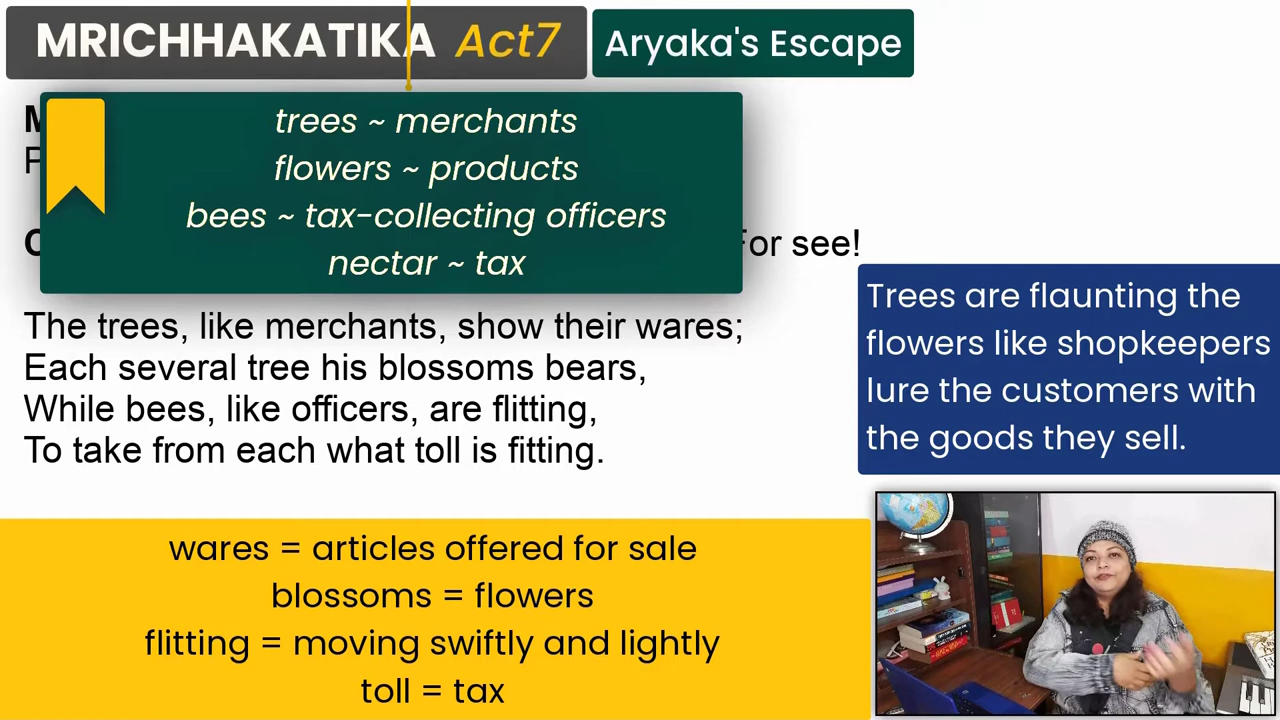 MRICHHAKATIKA Act7
Aryaka's Escape
trees ~ merchants
flowers ~ products
bees ~ tax-collecting officers
nectar ~ tax
For see!
The trees, like merchants, show their wares;
Each several tree his blossoms bears,
While bees, like officers, are flitting,
To take from each what toll is fitting.
Trees are flaunting the
flowers like shopkeepers
lure the customers with
the goods they sell.
wares = articles offered for sale
blossoms = flowers
flitting = moving swiftly and lightly
toll = tax